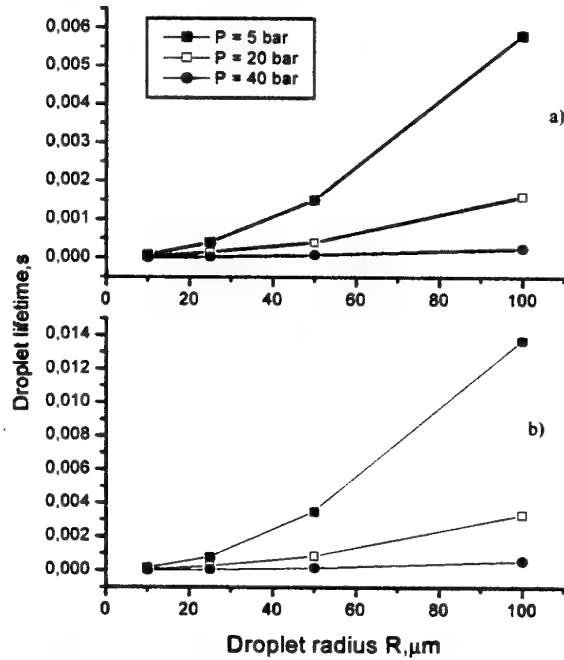 0,006
0,005
0,004
0,003
0,002
0,001
0,000
P = 5 bar
P = 20 bar
P = 40 bar
a)
0 20 40 60 80 100
Droplet lifetime,s
0,014
0,012
0,010
0,008
0,006
0,004
0,002
0,000
b)
0 20 40 60 80 100
Droplet radius R,μm